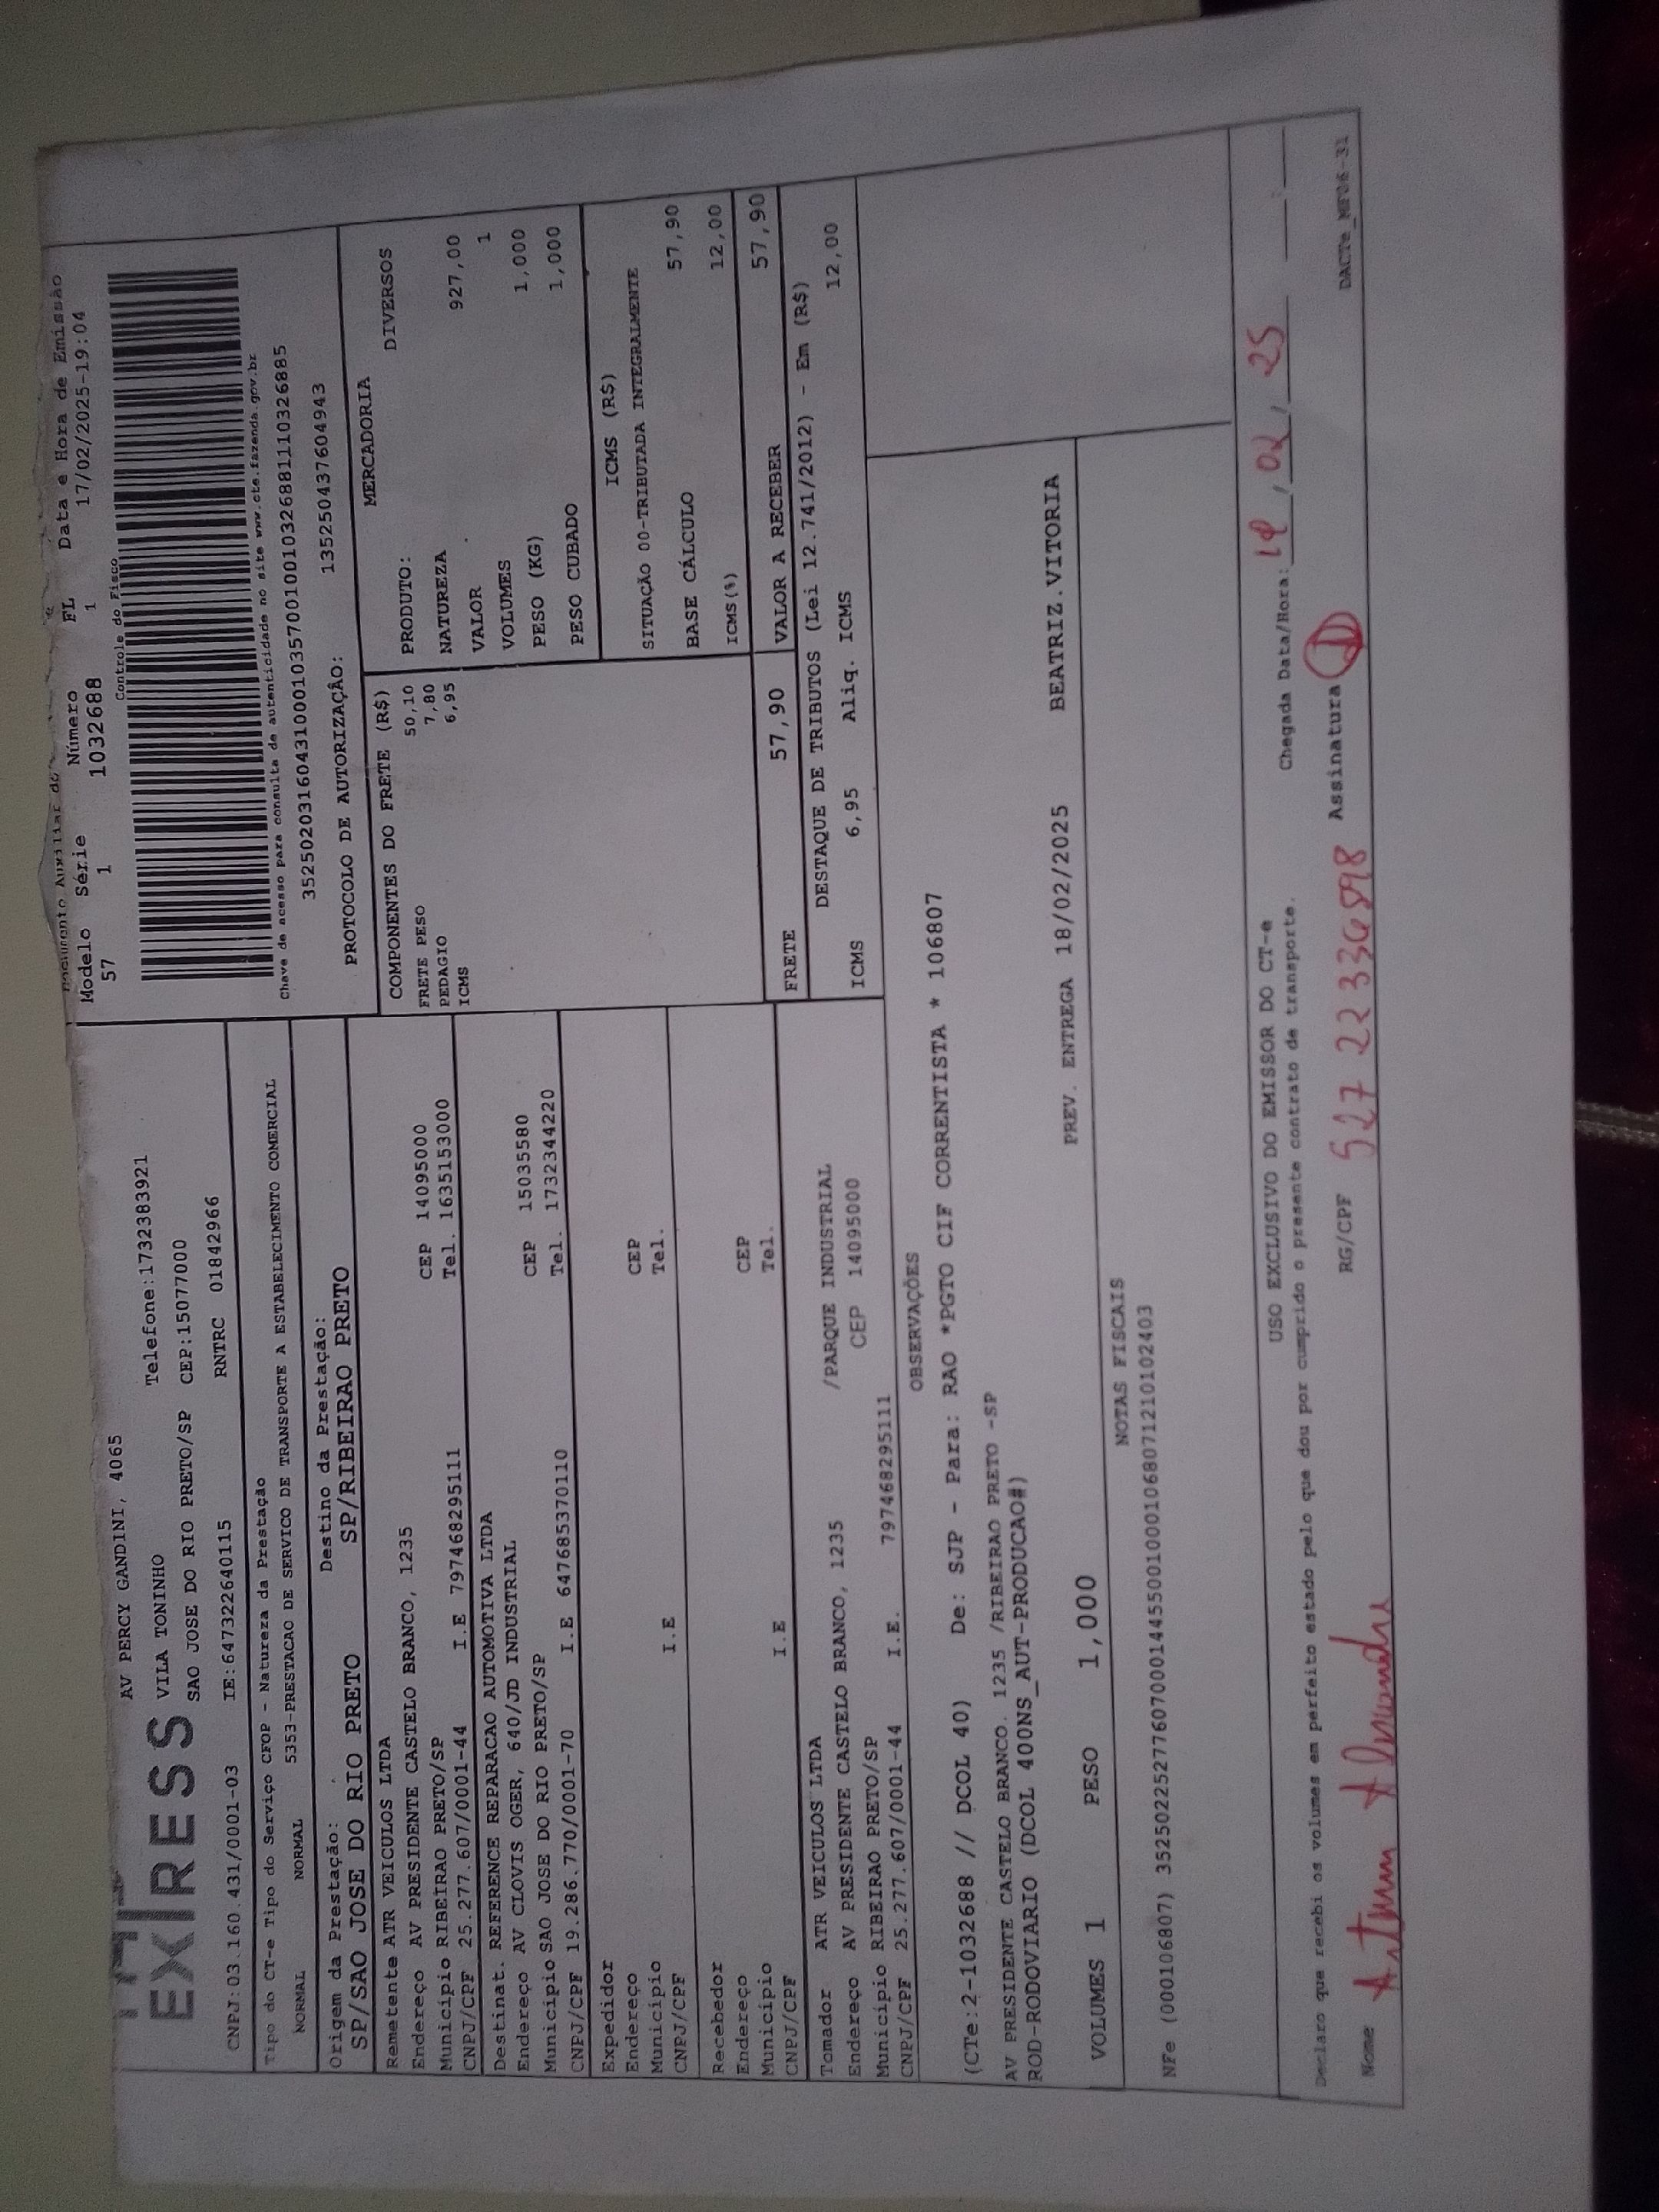 EXPRESS
AV PERCY GANDINI, 4065
VILA TONINHO Telefone:1732383921
SAO JOSE DO RIO PRETO/SP CEP:15077000
CNPJ:03.160.431/0001-03 IE:647322640115 RNTRC 01842966
Documento Auxiliar do
Modelo Série Número FL Data e Hora de Emissão
57 1 1032688 1 17/02/2025-19:04
Controle do Fisco
Chave de acesso para consulta de autenticidade no site www.cte.fazenda.gov.br
35250203160431000103570010010326881110326885
PROTOCOLO DE AUTORIZAÇÃO: 135250437604943
Tipo do CT-e Tipo do Serviço CFOP - Natureza da Prestação
NORMAL NORMAL 5353-PRESTACAO DE SERVICO DE TRANSPORTE A ESTABELECIMENTO COMERCIAL
Origem da Prestação: Destino da Prestação:
SP/SAO JOSE DO RIO PRETO SP/RIBEIRAO PRETO
Remetente ATR VEICULOS LTDA
Endereço AV PRESIDENTE CASTELO BRANCO, 1235 CEP 14095000
Município RIBEIRAO PRETO/SP Tel. 1635153000
CNPJ/CPF 25.277.607/0001-44 I.E 797468295111
Destinat. REFERENCE REPARACAO AUTOMOTIVA LTDA
Endereço AV CLOVIS OGER, 640/JD INDUSTRIAL CEP 15035580
Município SAO JOSE DO RIO PRETO/SP Tel. 1732344220
CNPJ/CPF 19.286.770/0001-70 I.E 647685370110
Expedidor
Endereço CEP
Município Tel.
CNPJ/CPF I.E
Recebedor
Endereço CEP
Município Tel.
CNPJ/CPF I.E
COMPONENTES DO FRETE (R$)
FRETE PESO 50,10
PEDAGIO 7,80
ICMS 6,95
MERCADORIA
PRODUTO: DIVERSOS
NATUREZA
VALOR 927,00
VOLUMES 1
PESO (KG) 1,000
PESO CUBADO 1,000
ICMS (R$)
SITUAÇÃO 00-TRIBUTADA INTEGRALMENTE
BASE CÁLCULO 57,90
ICMS(%) 12,00
FRETE 57,90 VALOR A RECEBER 57,90
DESTAQUE DE TRIBUTOS (Lei 12.741/2012) - Em (R$)
ICMS 6,95 Aliq. ICMS 12,00
Tomador ATR VEICULOS LTDA
Endereço AV PRESIDENTE CASTELO BRANCO, 1235 /PARQUE INDUSTRIAL
Município RIBEIRAO PRETO/SP CEP 14095000
CNPJ/CPF 25.277.607/0001-44 I.E. 797468295111
OBSERVAÇÕES
(CTe:2-1032688 // DCOL 40) De: SJP - Para: RAO *PGTO CIF CORRENTISTA * 106807
AV PRESIDENTE CASTELO BRANCO. 1235 /RIBEIRAO PRETO -SP
ROD-RODOVIARIO (DCOL 400NS_AUT-PRODUCAO#)
PREV. ENTREGA 18/02/2025 BEATRIZ.VITORIA
VOLUMES 1 PESO 1,000
NOTAS FISCAIS
NFe (000106807) 35250225277607000144550010001068071210102403
USO EXCLUSIVO DO EMISSOR DO CT-e
Declaro que recebi os volumes em perfeito estado pelo que dou por cumprido o presente contrato de transporte.
Chegada Data/Hora: , 02, 25
Nome RG/CPF 527 Assinatura
DACTe_MF06-31